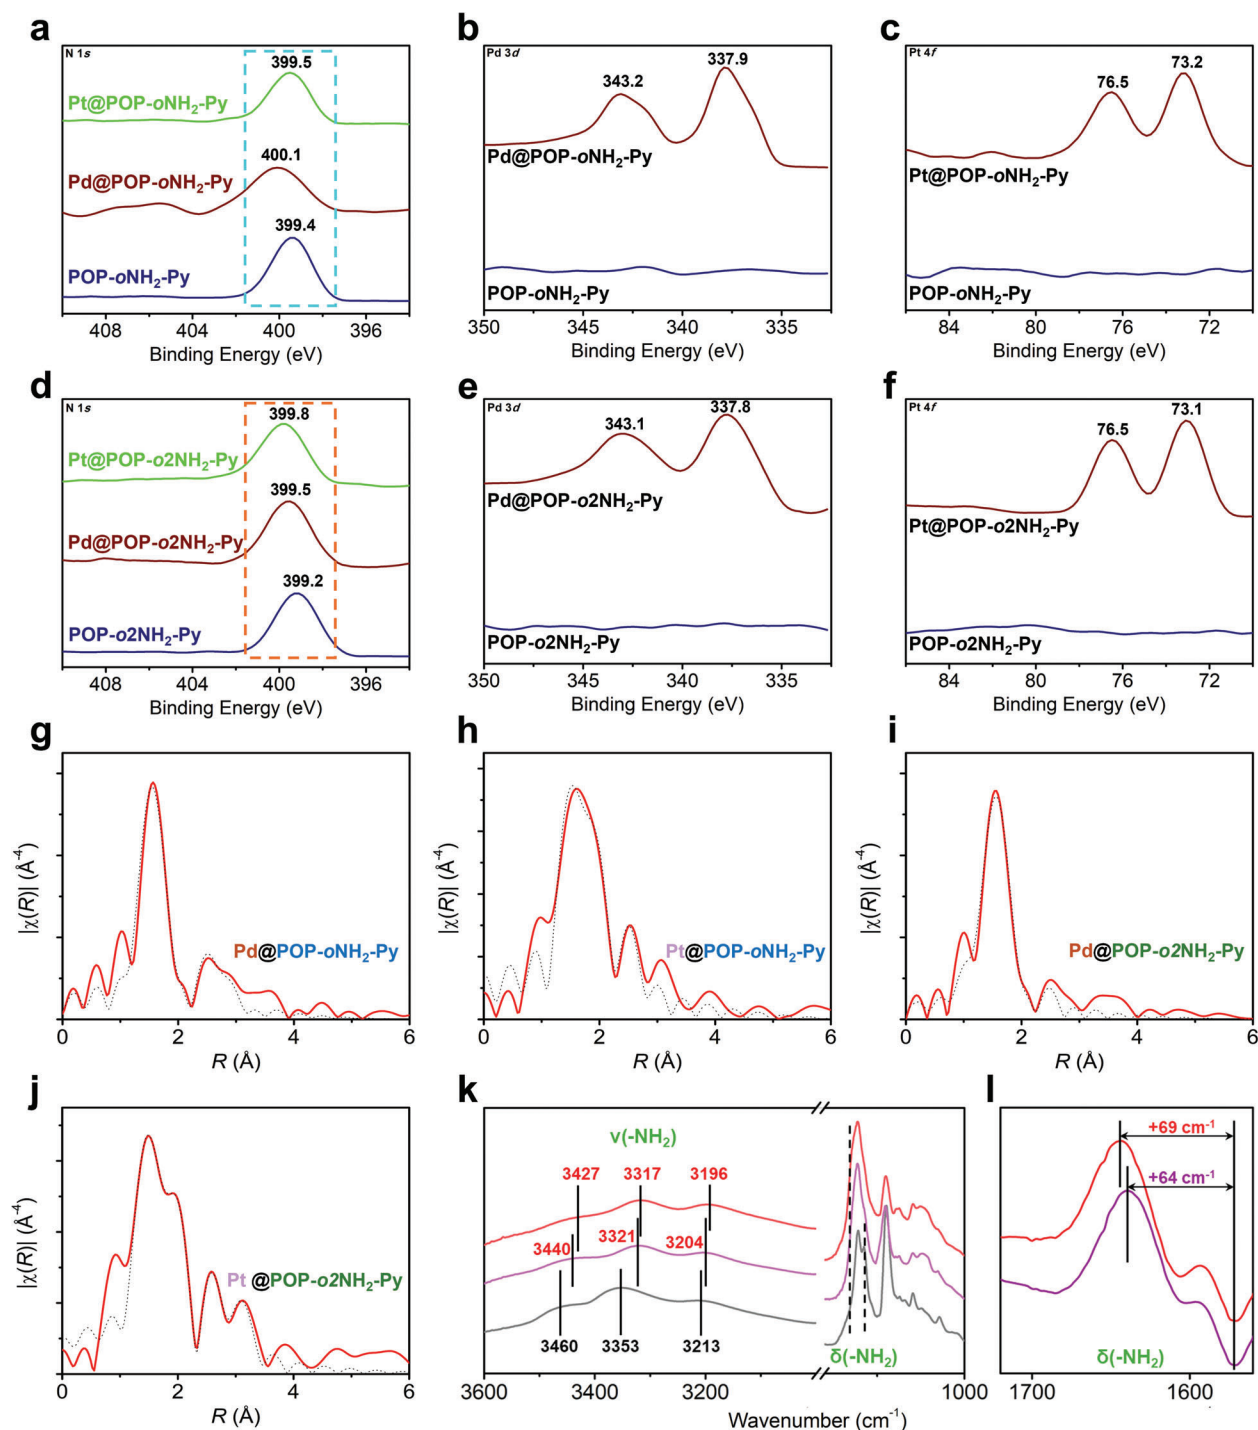 a
N 1s
399.5
Pt@POP-oNH₂-Py
400.1
Pd@POP-oNH₂-Py
399.4
POP-oNH₂-Py
408 404 400 396
Binding Energy (eV)
b
Pd 3d
337.9
343.2
Pd@POP-oNH₂-Py
POP-oNH₂-Py
350 345 340 335
Binding Energy (eV)
c
Pt 4f
73.2
76.5
Pt@POP-oNH₂-Py
POP-oNH₂-Py
84 80 76 72
Binding Energy (eV)
d
N 1s
399.8
Pt@POP-o2NH₂-Py
399.5
Pd@POP-o2NH₂-Py
399.2
POP-o2NH₂-Py
408 404 400 396
Binding Energy (eV)
e
Pd 3d
337.8
343.1
Pd@POP-o2NH₂-Py
POP-o2NH₂-Py
350 345 340 335
Binding Energy (eV)
f
Pt 4f
73.1
76.5
Pt@POP-o2NH₂-Py
POP-o2NH₂-Py
84 80 76 72
Binding Energy (eV)
g
|χ(R)| (Å⁻⁴)
Pd@POP-oNH₂-Py
0 2 4 6
R (Å)
h
|χ(R)| (Å⁻⁴)
Pt@POP-oNH₂-Py
0 2 4 6
R (Å)
i
|χ(R)| (Å⁻⁴)
Pd@POP-o2NH₂-Py
0 2 4 6
R (Å)
j
|χ(R)| (Å⁻⁴)
Pt @POP-o2NH₂-Py
0 2 4 6
R (Å)
k
ν(-NH₂)
3427 3317 3196
3440 3321 3204
3460 3353 3213
δ(-NH₂)
3600 3400 3200 1000
Wavenumber (cm⁻¹)
l
+69 cm⁻¹
+64 cm⁻¹
δ(-NH₂)
1700 1600